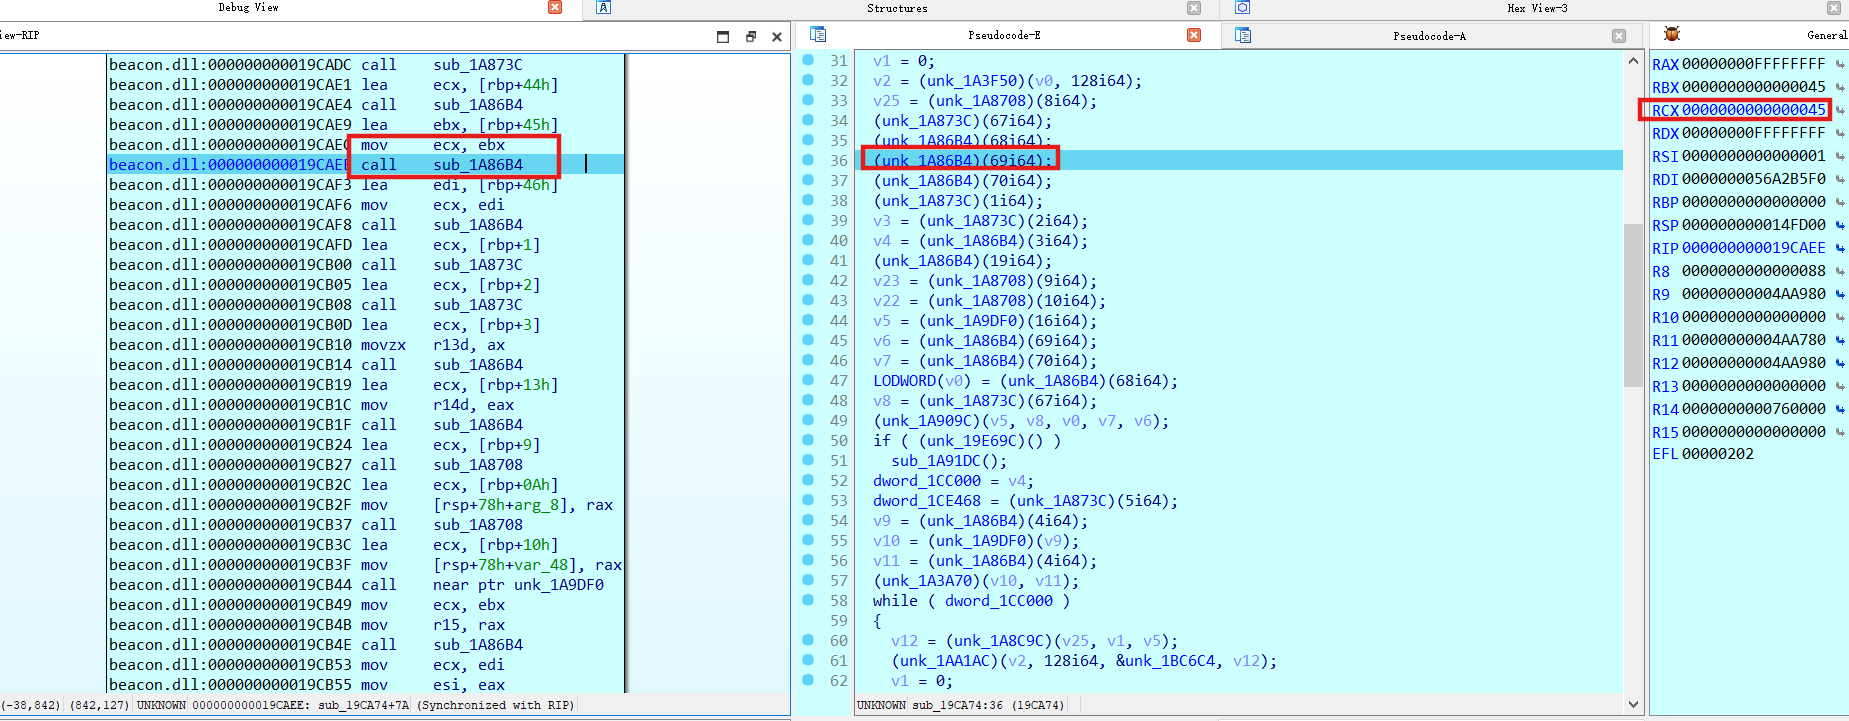 Debug View
Structures
Hex View-3
iew-RIP
Pseudocode-E
Pseudocode-A
General
beacon.dll:000000000019CADC call sub_1A873C
beacon.dll:000000000019CAE1 lea ecx, [rbp+44h]
beacon.dll:000000000019CAE4 call sub_1A86B4
beacon.dll:000000000019CAE9 lea ebx, [rbp+45h]
beacon.dll:000000000019CAEC mov ecx, ebx
beacon.dll:000000000019CAEE call sub_1A86B4
beacon.dll:000000000019CAF3 lea edi, [rbp+46h]
beacon.dll:000000000019CAF6 mov ecx, edi
beacon.dll:000000000019CAF8 call sub_1A86B4
beacon.dll:000000000019CAFD lea ecx, [rbp+1]
beacon.dll:000000000019CB00 call sub_1A873C
beacon.dll:000000000019CB05 lea ecx, [rbp+2]
beacon.dll:000000000019CB08 call sub_1A873C
beacon.dll:000000000019CB0D lea ecx, [rbp+3]
beacon.dll:000000000019CB10 movzx r13d, ax
beacon.dll:000000000019CB14 call sub_1A86B4
beacon.dll:000000000019CB19 lea ecx, [rbp+13h]
beacon.dll:000000000019CB1C mov r14d, eax
beacon.dll:000000000019CB1F call sub_1A86B4
beacon.dll:000000000019CB24 lea ecx, [rbp+9]
beacon.dll:000000000019CB27 call sub_1A8708
beacon.dll:000000000019CB2C lea ecx, [rbp+0Ah]
beacon.dll:000000000019CB2F mov [rsp+78h+arg_8], rax
beacon.dll:000000000019CB37 call sub_1A8708
beacon.dll:000000000019CB3C lea ecx, [rbp+10h]
beacon.dll:000000000019CB3F mov [rsp+78h+var_48], rax
beacon.dll:000000000019CB44 call near ptr unk_1A9DF0
beacon.dll:000000000019CB49 mov ecx, ebx
beacon.dll:000000000019CB4B mov r15, rax
beacon.dll:000000000019CB4E call sub_1A86B4
beacon.dll:000000000019CB53 mov ecx, edi
beacon.dll:000000000019CB55 mov esi, eax
(-38,842) (842,127) UNKNOWN 000000000019CAEE: sub_19CA74+7A (Synchronized with RIP)
31 v1 = 0;
32 v2 = (unk_1A3F50)(v0, 128i64);
33 v25 = (unk_1A8708)(8i64);
34 (unk_1A873C)(67i64);
35 (unk_1A86B4)(68i64);
36 (unk_1A86B4)(69i64);
37 (unk_1A86B4)(70i64);
38 (unk_1A873C)(1i64);
39 v3 = (unk_1A873C)(2i64);
40 v4 = (unk_1A86B4)(3i64);
41 (unk_1A86B4)(19i64);
42 v23 = (unk_1A8708)(9i64);
43 v22 = (unk_1A8708)(10i64);
44 v5 = (unk_1A9DF0)(16i64);
45 v6 = (unk_1A86B4)(69i64);
46 v7 = (unk_1A86B4)(70i64);
47 LODWORD(v0) = (unk_1A86B4)(68i64);
48 v8 = (unk_1A873C)(67i64);
49 (unk_1A909C)(v5, v8, v0, v7, v6);
50 if ( (unk_19E69C)() )
51 sub_1A91DC();
52 dword_1CC000 = v4;
53 dword_1CE468 = (unk_1A873C)(5i64);
54 v9 = (unk_1A86B4)(4i64);
55 v10 = (unk_1A9DF0)(v9);
56 v11 = (unk_1A86B4)(4i64);
57 (unk_1A3A70)(v10, v11);
58 while ( dword_1CC000 )
59 {
60 v12 = (unk_1A8C9C)(v25, v1, v5);
61 (unk_1AA1AC)(v2, 128i64, &unk_1BC6C4, v12);
62 v1 = 0;
UNKNOWN sub_19CA74:36 (19CA74)
RAX 00000000FFFFFFFF
RBX 0000000000000045
RCX 0000000000000045
RDX 00000000FFFFFFFF
RSI 0000000000000001
RDI 0000000056A2B5F0
RBP 0000000000000000
RSP 000000000014FD00
RIP 000000000019CAEE
R8 0000000000000088
R9 00000000004AA980
R10 0000000000000000
R11 00000000004AA780
R12 00000000004AA980
R13 0000000000000000
R14 0000000000760000
R15 0000000000000000
EFL 00000202